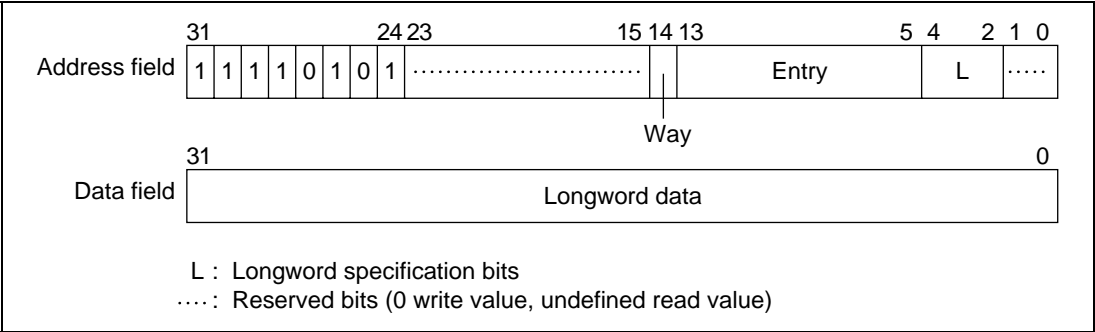 31 24 23 15 14 13 5 4 2 1 0
Address field 1 1 1 1 0 1 0 1 ............................ Entry L .....
Way
31 0
Data field Longword data
L : Longword specification bits
.... : Reserved bits (0 write value, undefined read value)